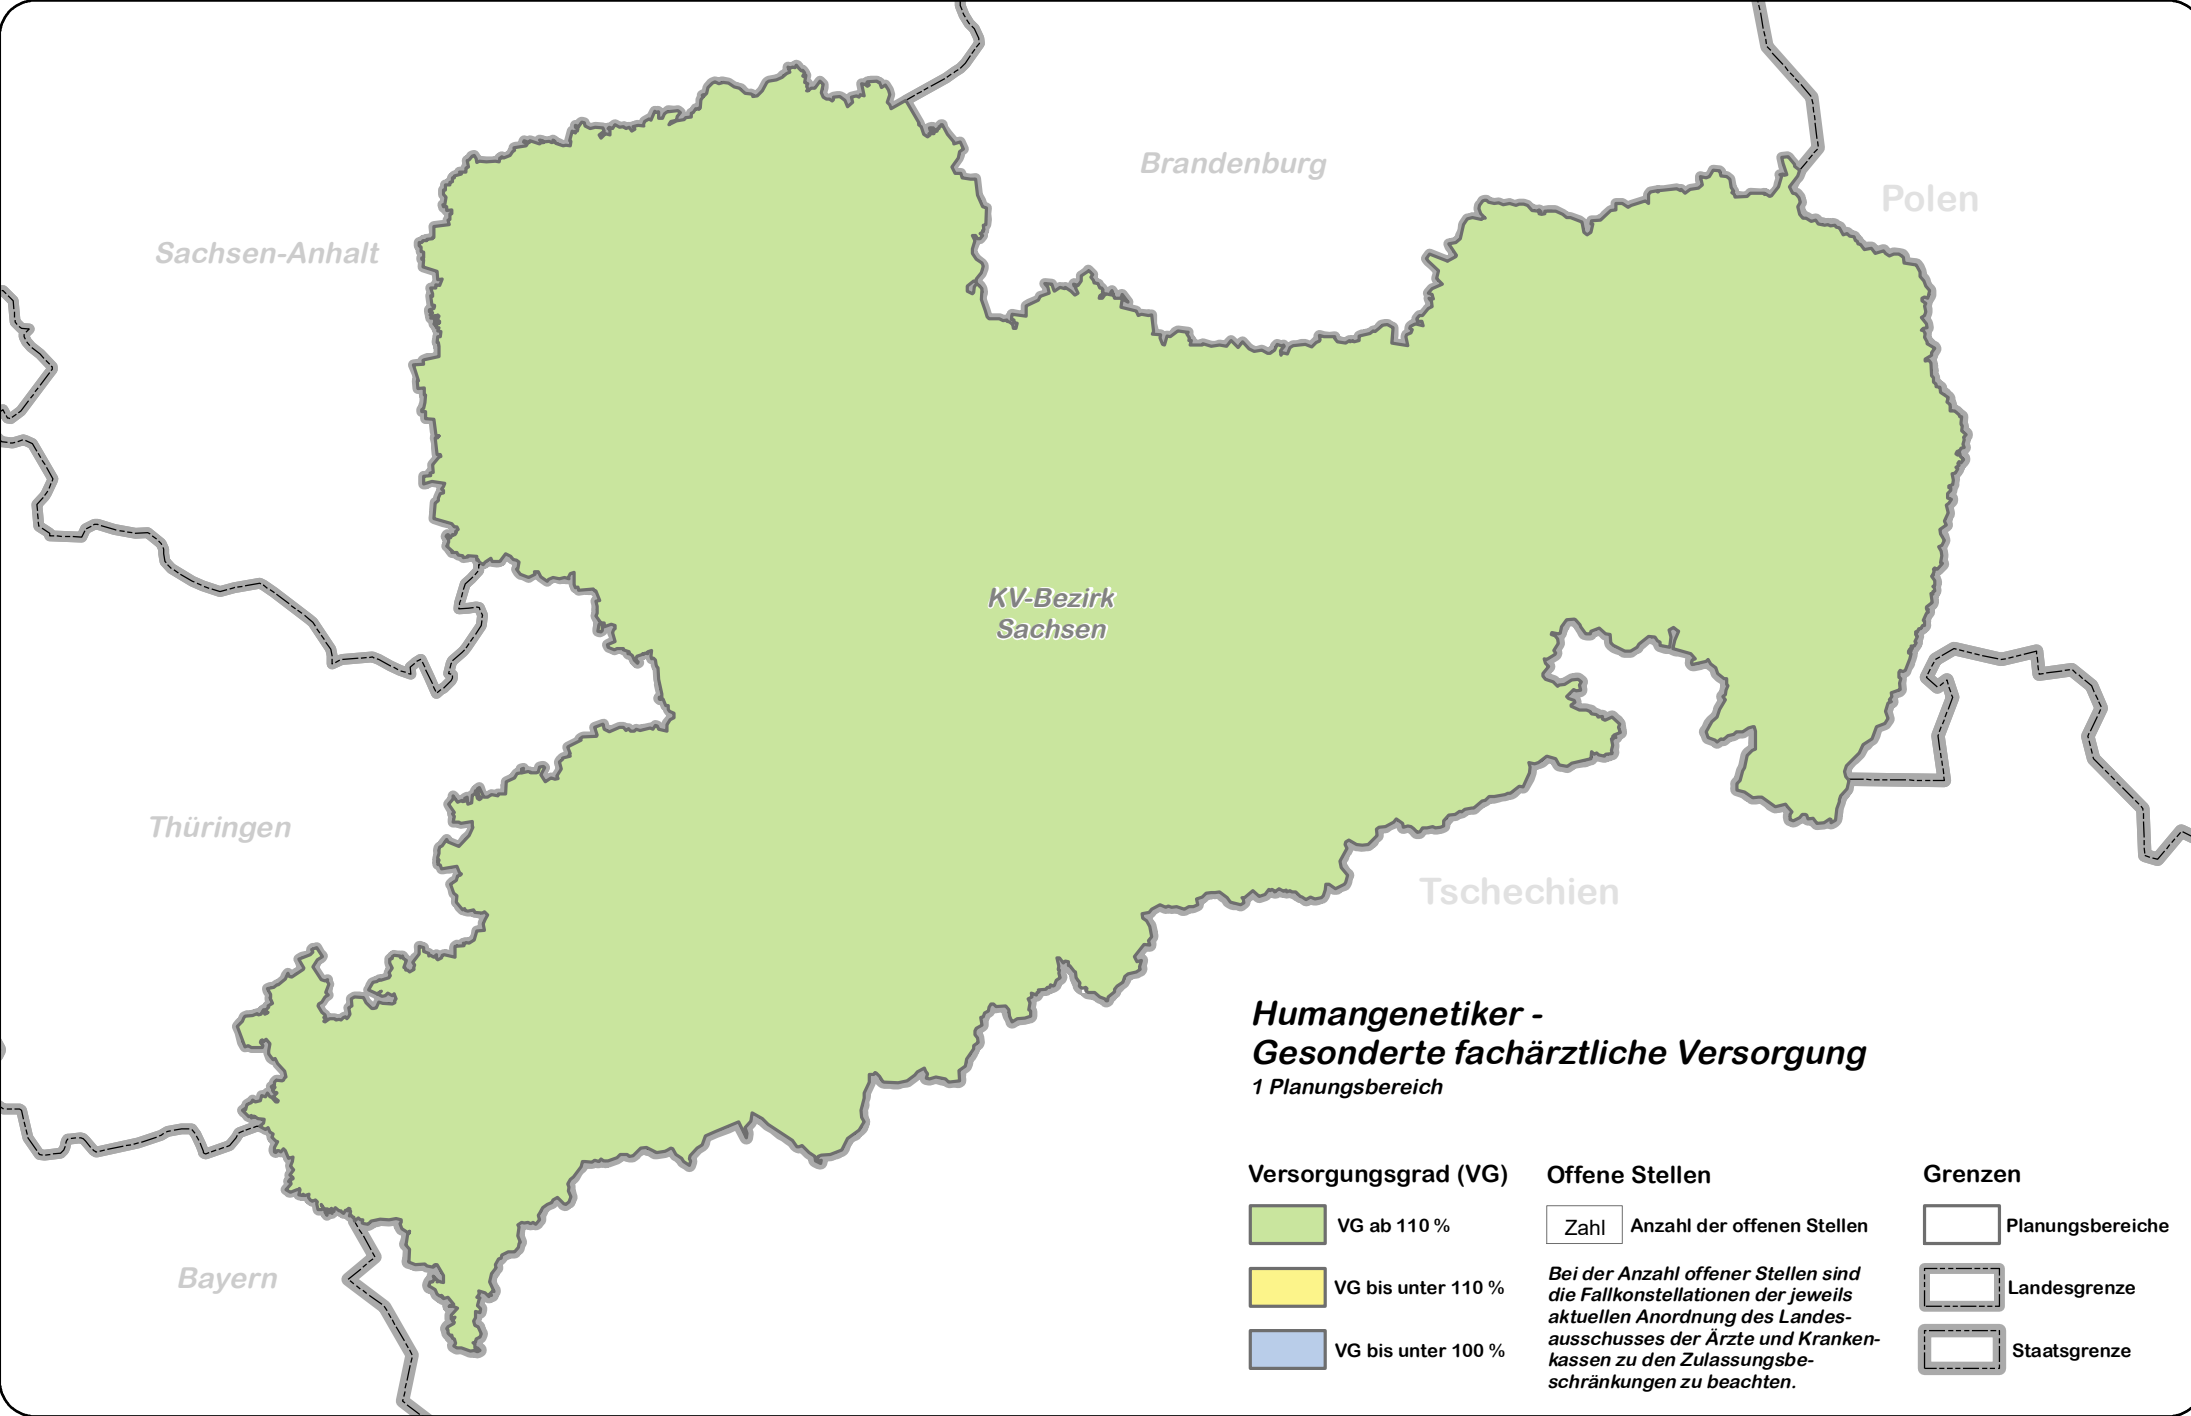 Brandenburg
Polen
Sachsen-Anhalt
KV-Bezirk
Sachsen
Thüringen
Tschechien
Bayern
Humangenetiker -
Gesonderte fachärztliche Versorgung
1 Planungsbereich
Versorgungsgrad (VG)
VG ab 110 %
VG bis unter 110 %
VG bis unter 100 %
Offene Stellen
Zahl
Anzahl der offenen Stellen
Bei der Anzahl offener Stellen sind
die Fallkonstellationen der jeweils
aktuellen Anordnung des Landes-
ausschusses der Ärzte und Kranken-
kassen zu den Zulassungsbe-
schränkungen zu beachten.
Grenzen
Planungsbereiche
Landesgrenze
Staatsgrenze